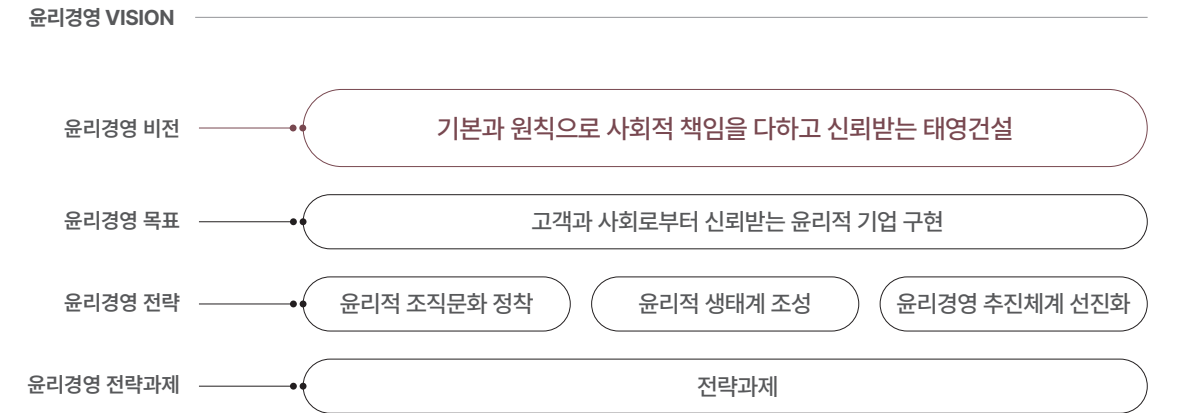 윤리경영 VISION
윤리경영 비전
기본과 원칙으로 사회적 책임을 다하고 신뢰받는 태영건설
윤리경영 목표
고객과 사회로부터 신뢰받는 윤리적 기업 구현
윤리경영 전략
윤리적 조직문화 정착
윤리적 생태계 조성
윤리경영 추진체계 선진화
윤리경영 전략과제
전략과제